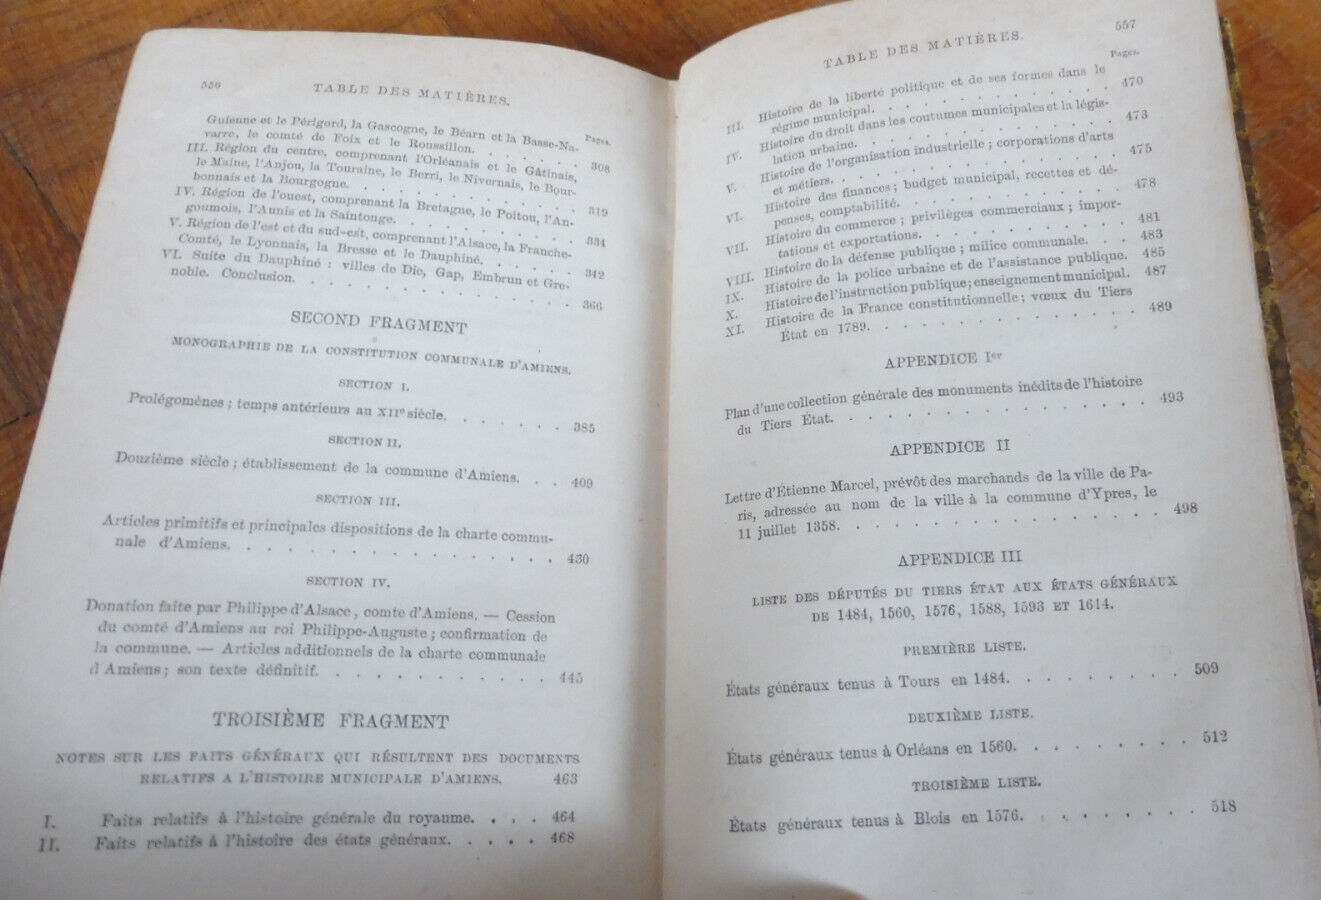 556
TABLE DES MATIÈRES.
Pages.
Guienne et le Périgord, la Gascogne, le Béarn et la Basse-Na-
varre, le comté de Foix et le Roussillon. . . . . . . 308
III. Région du centre, comprenant l'Orléanais et le Gâtinais,
le Maine, l'Anjou, la Touraine, le Berri, le Nivernais, le Bour-
bonnais et la Bourgogne. . . . . . . . . . . 319
IV. Région de l'ouest, comprenant la Bretagne, le Poitou, l'An-
goumois, l'Aunis et la Saintonge. . . . . . . . . 334
V. Région de l'est et du sud-est, comprenant l'Alsace, la Franche-
Comté, le Lyonnais, la Bresse et le Dauphiné. . . . . . 342
VI. Suite du Dauphiné : villes de Die, Gap, Embrun et Gre-
noble. Conclusion. . . . . . . . . . . . . 366
SECOND FRAGMENT
MONOGRAPHIE DE LA CONSTITUTION COMMUNALE D'AMIENS.
SECTION I.
Prolégomènes ; temps antérieurs au XIIe siècle. . . . . . . 385
SECTION II.
Douzième siècle ; établissement de la commune d'Amiens. . . 409
SECTION III.
Articles primitifs et principales dispositions de la charte commu-
nale d'Amiens. . . . . . . . . . . . . . 430
SECTION IV.
Donation faite par Philippe d'Alsace, comte d'Amiens. — Cession
du comté d'Amiens au roi Philippe-Auguste ; confirmation de
la commune. — Articles additionnels de la charte communale
d'Amiens ; son texte définitif. . . . . . . . . . . 445
TROISIÈME FRAGMENT
NOTES SUR LES FAITS GÉNÉRAUX QUI RÉSULTENT DES DOCUMENTS
RELATIFS A L'HISTOIRE MUNICIPALE D'AMIENS. 463
I. Faits relatifs à l'histoire générale du royaume. . . . 464
II. Faits relatifs à l'histoire des états généraux. . . . . 468
557
TABLE DES MATIÈRES.
Pages.
III. Histoire de la liberté politique et de ses formes dans le
régime municipal. . . . . . . . . . . . 470
IV. Histoire du droit dans les coutumes municipales et la légis-
lation urbaine. . . . . . . . . . . . . 473
V. Histoire de l'organisation industrielle ; corporations d'arts
et métiers. . . . . . . . . . . . . . 475
VI. Histoire des finances ; budget municipal, recettes et dé-
penses, comptabilité. . . . . . . . . . . 478
VII. Histoire du commerce ; privilèges commerciaux ; impor-
tations et exportations. . . . . . . . . . . 481
VIII. Histoire de la défense publique ; milice communale. . . 483
IX. Histoire de la police urbaine et de l'assistance publique. 485
X. Histoire de l'instruction publique ; enseignement municipal. 487
XI. Histoire de la France constitutionnelle ; vœux du Tiers
État en 1789. . . . . . . . . . . . . 489
APPENDICE Ier
Plan d'une collection générale des monuments inédits de l'histoire
du Tiers État. . . . . . . . . . . . . . . 493
APPENDICE II
Lettre d'Étienne Marcel, prévôt des marchands de la ville de Pa-
ris, adressée au nom de la ville à la commune d'Ypres, le
11 juillet 1358. . . . . . . . . . . . . . . 498
APPENDICE III
LISTE DES DÉPUTÉS DU TIERS ÉTAT AUX ÉTATS GÉNÉRAUX
DE 1484, 1560, 1576, 1588, 1593 ET 1614.
PREMIÈRE LISTE.
États généraux tenus à Tours en 1484. . . . . . . . . 509
DEUXIÈME LISTE.
États généraux tenus à Orléans en 1560. . . . . . . . 512
TROISIÈME LISTE.
États généraux tenus à Blois en 1576. . . . . . . . . 518